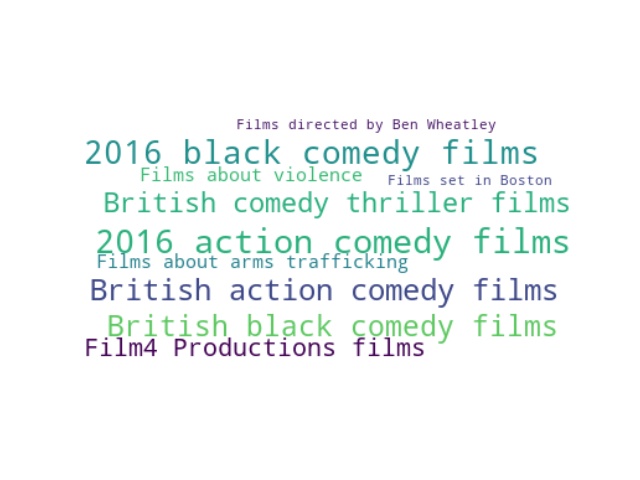 Films directed by Ben Wheatley
2016 black comedy films
Films about violence
Films set in Boston
British comedy thriller films
2016 action comedy films
Films about arms trafficking
British action comedy films
British black comedy films
Film4 Productions films